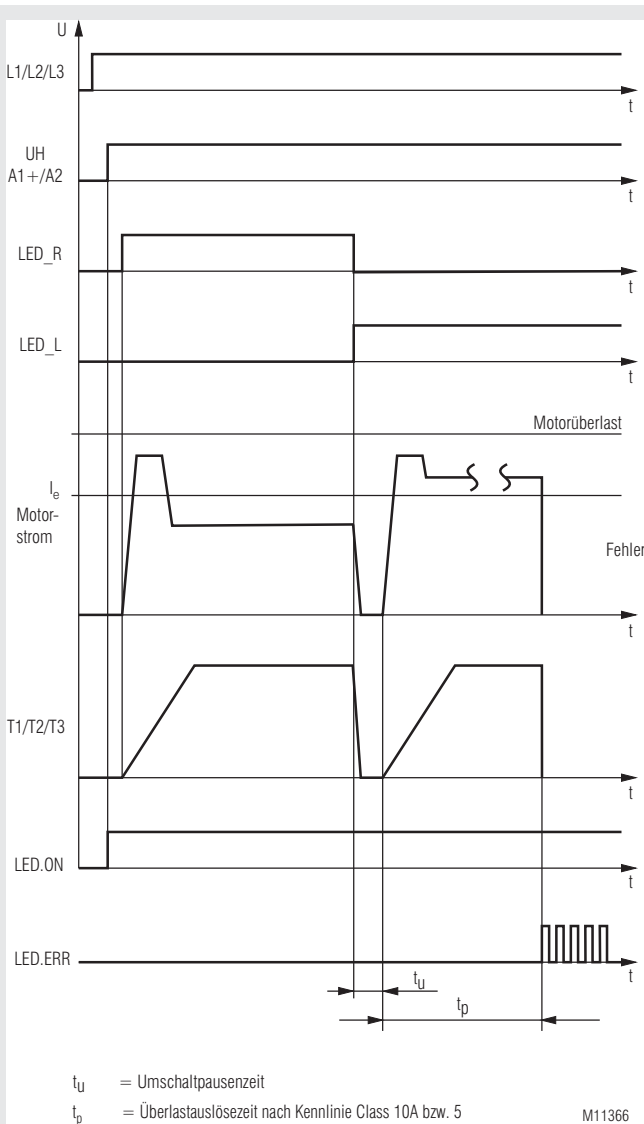 U
L1/L2/L3
t
UH
A1+/A2
t
LED_R
t
LED_L
t
Motorüberlast
Ie
Motor-
strom
Fehler
t
T1/T2/T3
t
LED.ON
t
LED.ERR
t
tu
tp
tu = Umschaltpausenzeit
tp = Überlastauslösezeit nach Kennlinie Class 10A bzw. 5
M11366